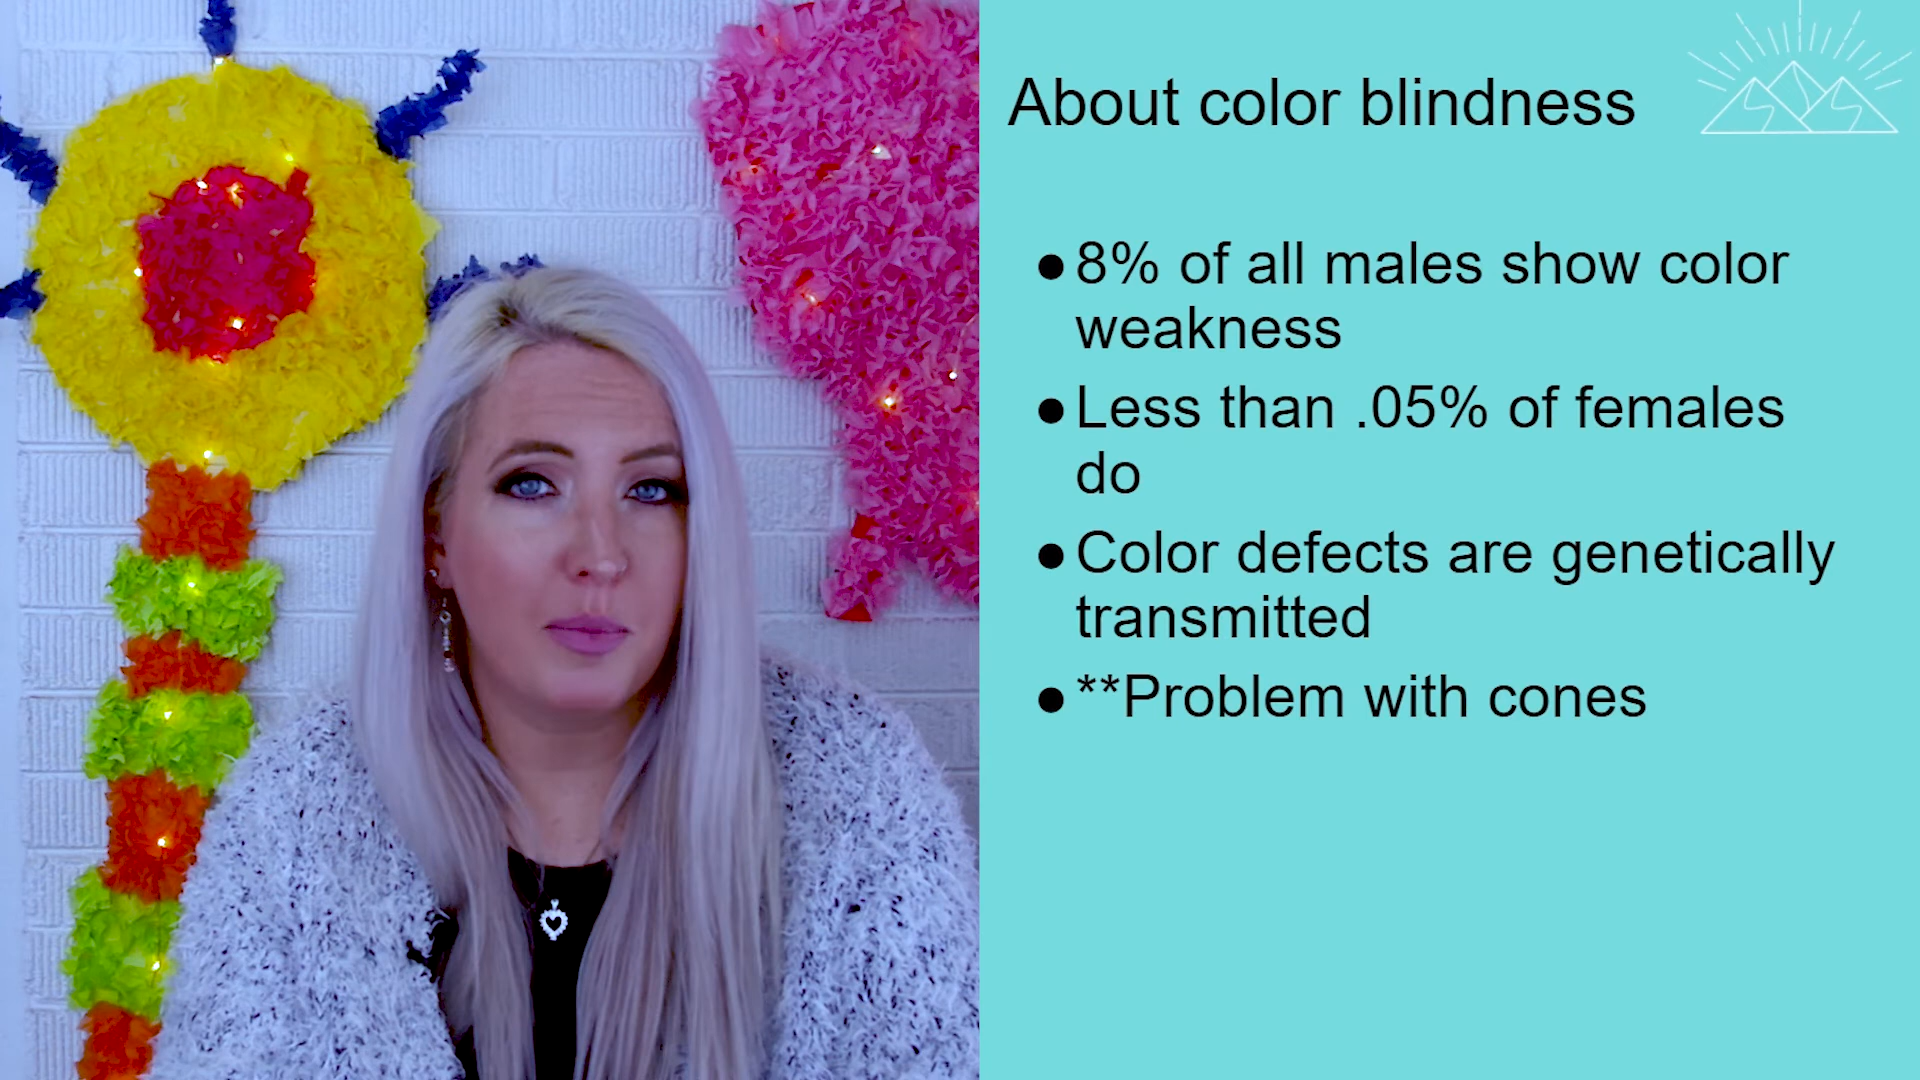 About color blindness
●8% of all males show color
weakness
●Less than .05% of females
do
●Color defects are genetically
transmitted
●**Problem with cones